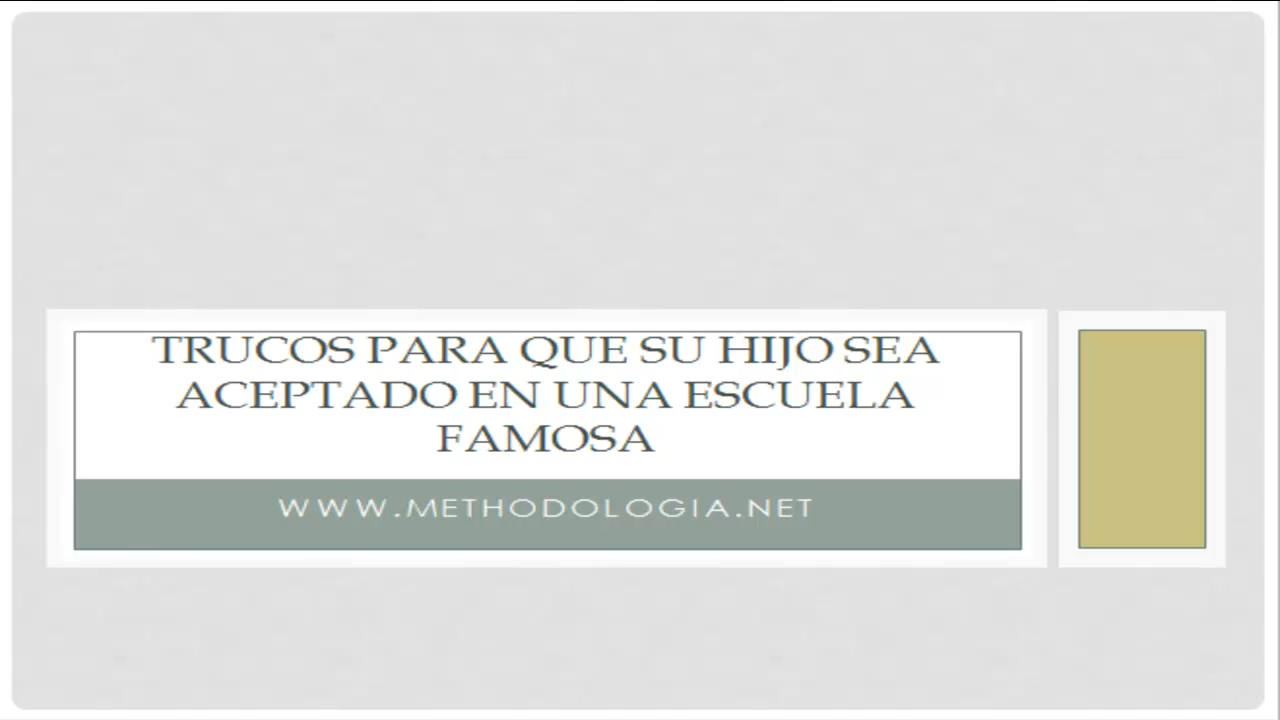 TRUCOS PARA QUE SU HIJO SEA
ACEPTADO EN UNA ESCUELA
FAMOSA
WWW.METHODOLOGIA.NET